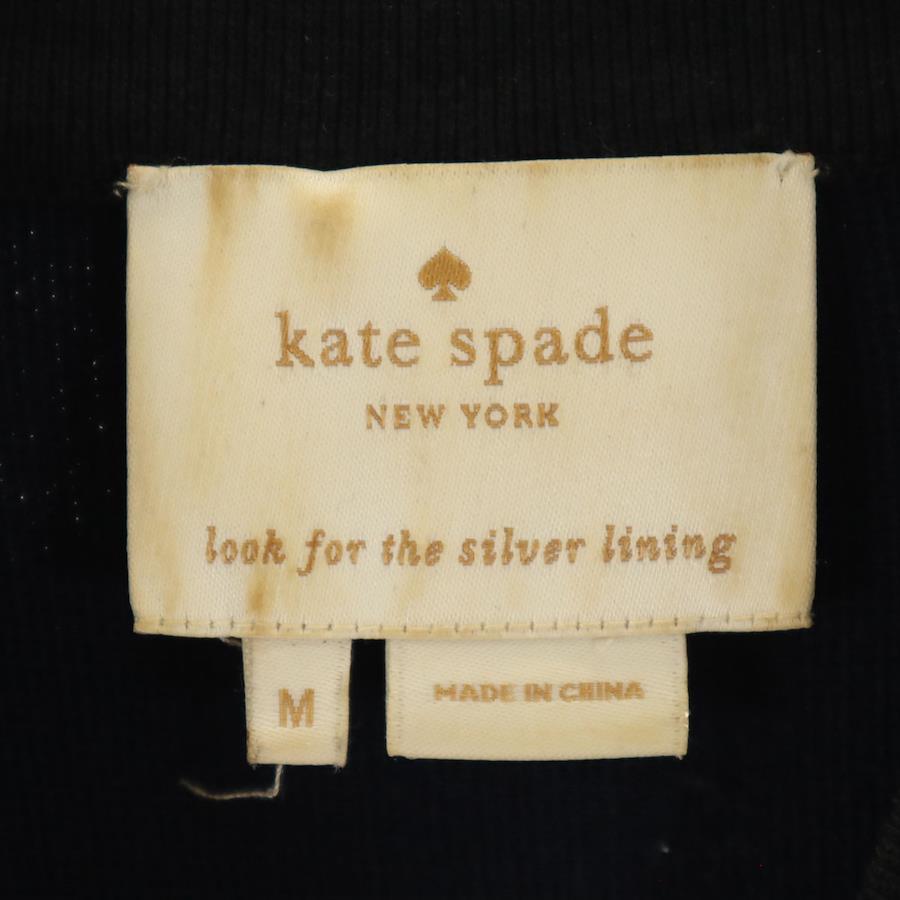 kate spade
NEW YORK
look for the silver lining
M
MADE IN CHINA